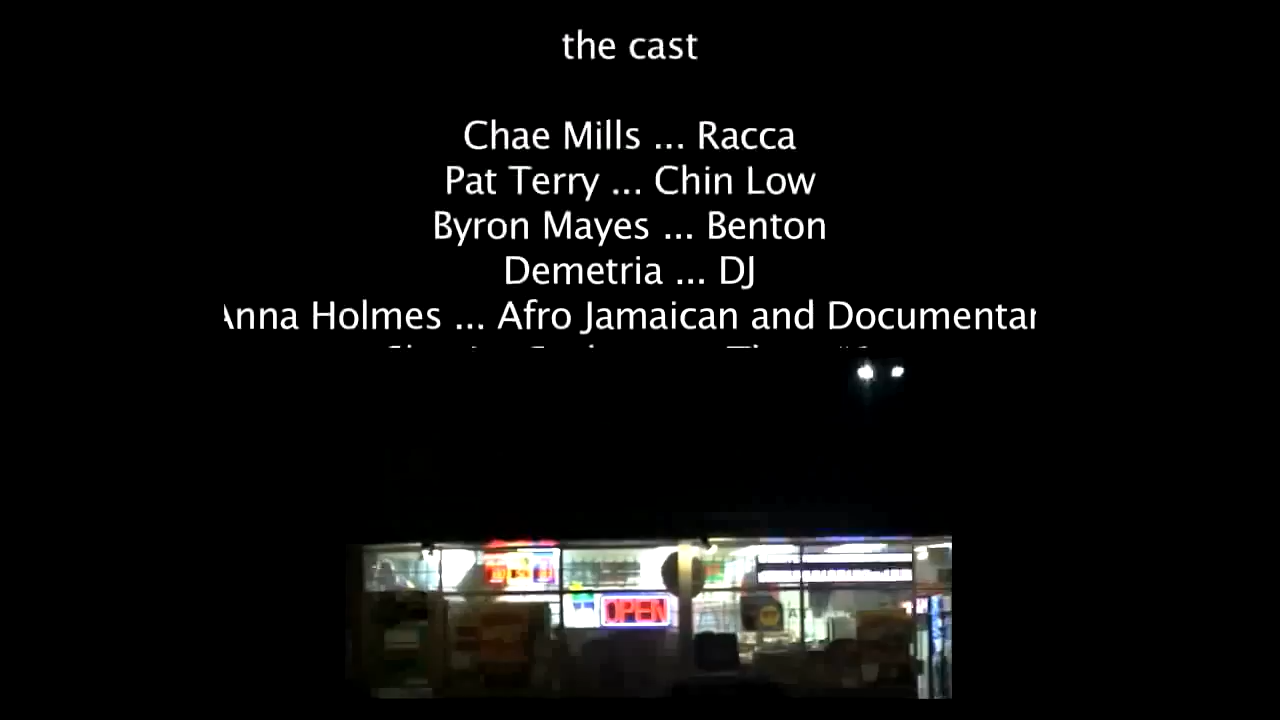 the cast
Chae Mills ... Racca
Pat Terry ... Chin Low
Byron Mayes ... Benton
Demetria ... DJ
Anna Holmes ... Afro Jamaican and Documentar
OPEN